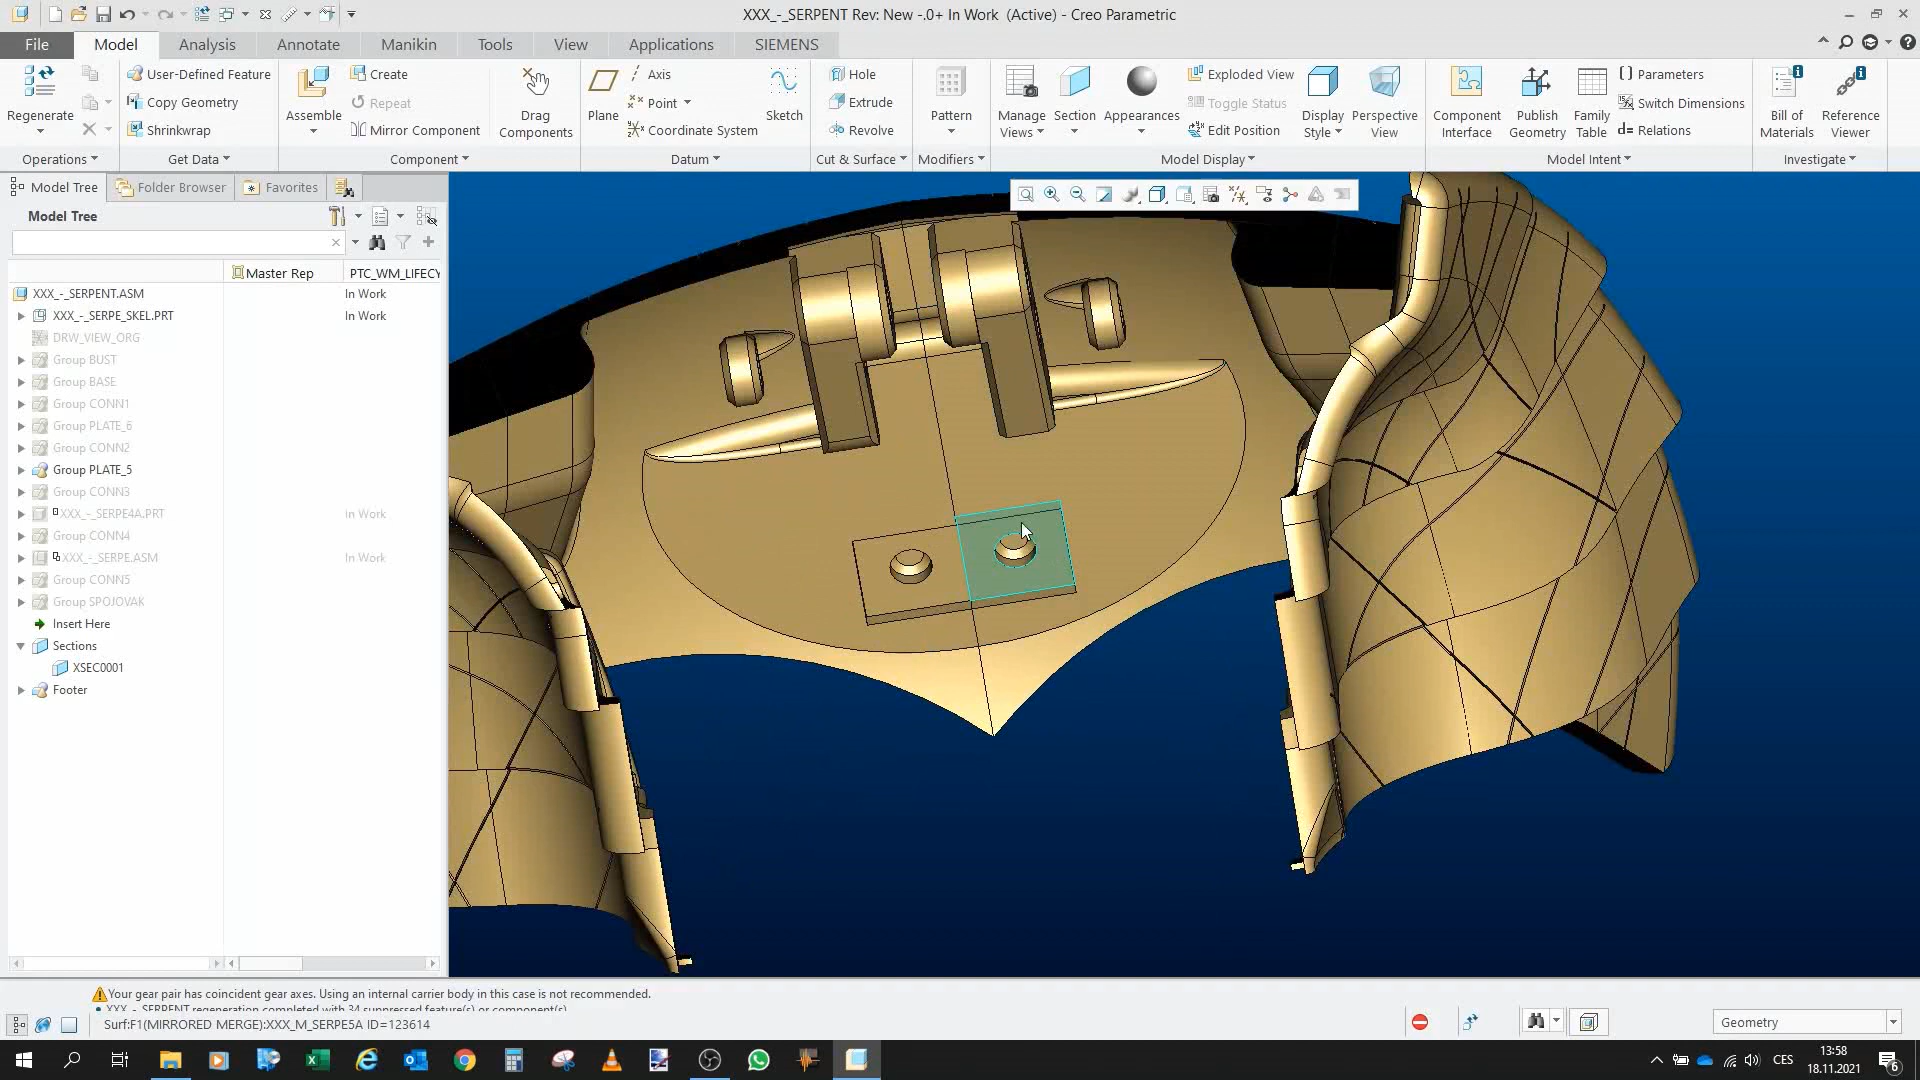 XXX_-_SERPENT Rev: New -.0+ In Work (Active) - Creo Parametric
File
Model
Analysis
Annotate
Manikin
Tools
View
Applications
SIEMENS
Regenerate
User-Defined Feature
Copy Geometry
Shrinkwrap
Assemble
Create
Repeat
Mirror Component
Drag
Components
Plane
Axis
Point
Coordinate System
Sketch
Hole
Extrude
Revolve
Pattern
Manage
Views
Section
Appearances
Exploded View
Toggle Status
Edit Position
Display
Style
Perspective
View
Component
Interface
Publish
Geometry
Family
Table
Parameters
Switch Dimensions
Relations
Bill of
Materials
Reference
Viewer
Operations
Get Data
Component
Datum
Cut & Surface
Modifiers
Model Display
Model Intent
Investigate
Model Tree
Folder Browser
Favorites
Model Tree
Master Rep
PTC_WM_LIFECY
XXX_-_SERPENT.ASM In Work
XXX_-_SERPE_SKEL.PRT In Work
DRW_VIEW_ORG
Group BUST
Group BASE
Group CONN1
Group PLATE_6
Group CONN2
Group PLATE_5
Group CONN3
XXX_-_SERPE4A.PRT In Work
Group CONN4
XXX_-_SERPE.ASM In Work
Group CONN5
Group SPOJOVAK
Insert Here
Sections
XSEC0001
Footer
Your gear pair has coincident gear axes. Using an internal carrier body in this case is not recommended.
XXX_-_SERPENT regeneration completed with 34 suppressed feature(s) or component(s)
Surf:F1(MIRRORED MERGE):XXX_M_SERPE5A ID=123614
Geometry
CES
13:58
18.11.2021
6